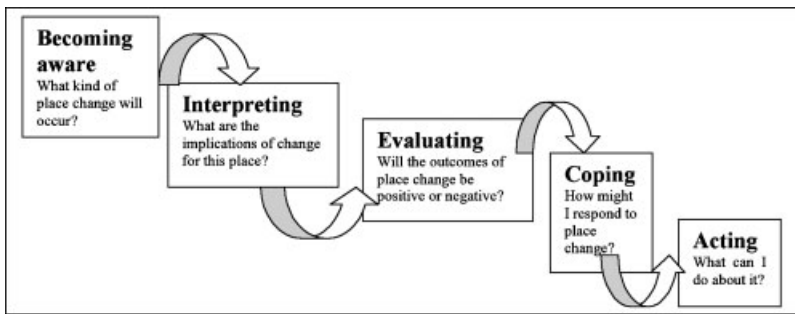 Becoming
aware
What kind of
place change will
occur?
Interpreting
What are the
implications of change
for this place?
Evaluating
Will the outcomes of
place change be
positive or negative?
Coping
How might
I respond to
place
change?
Acting
What can I
do about it?